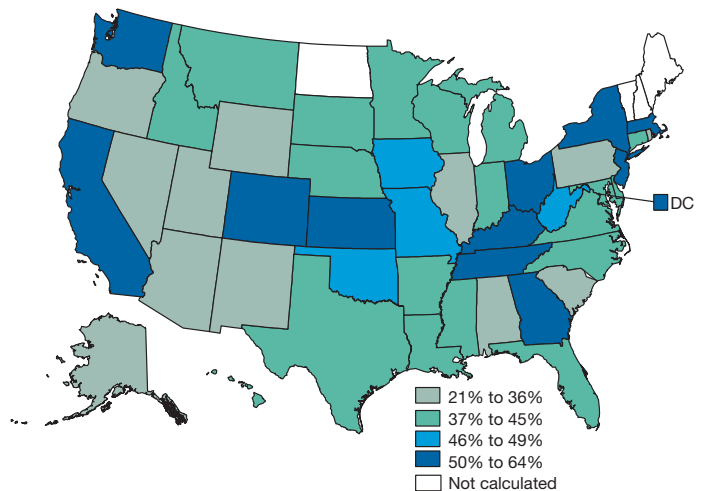 DC
21% to 36%
37% to 45%
46% to 49%
50% to 64%
Not calculated